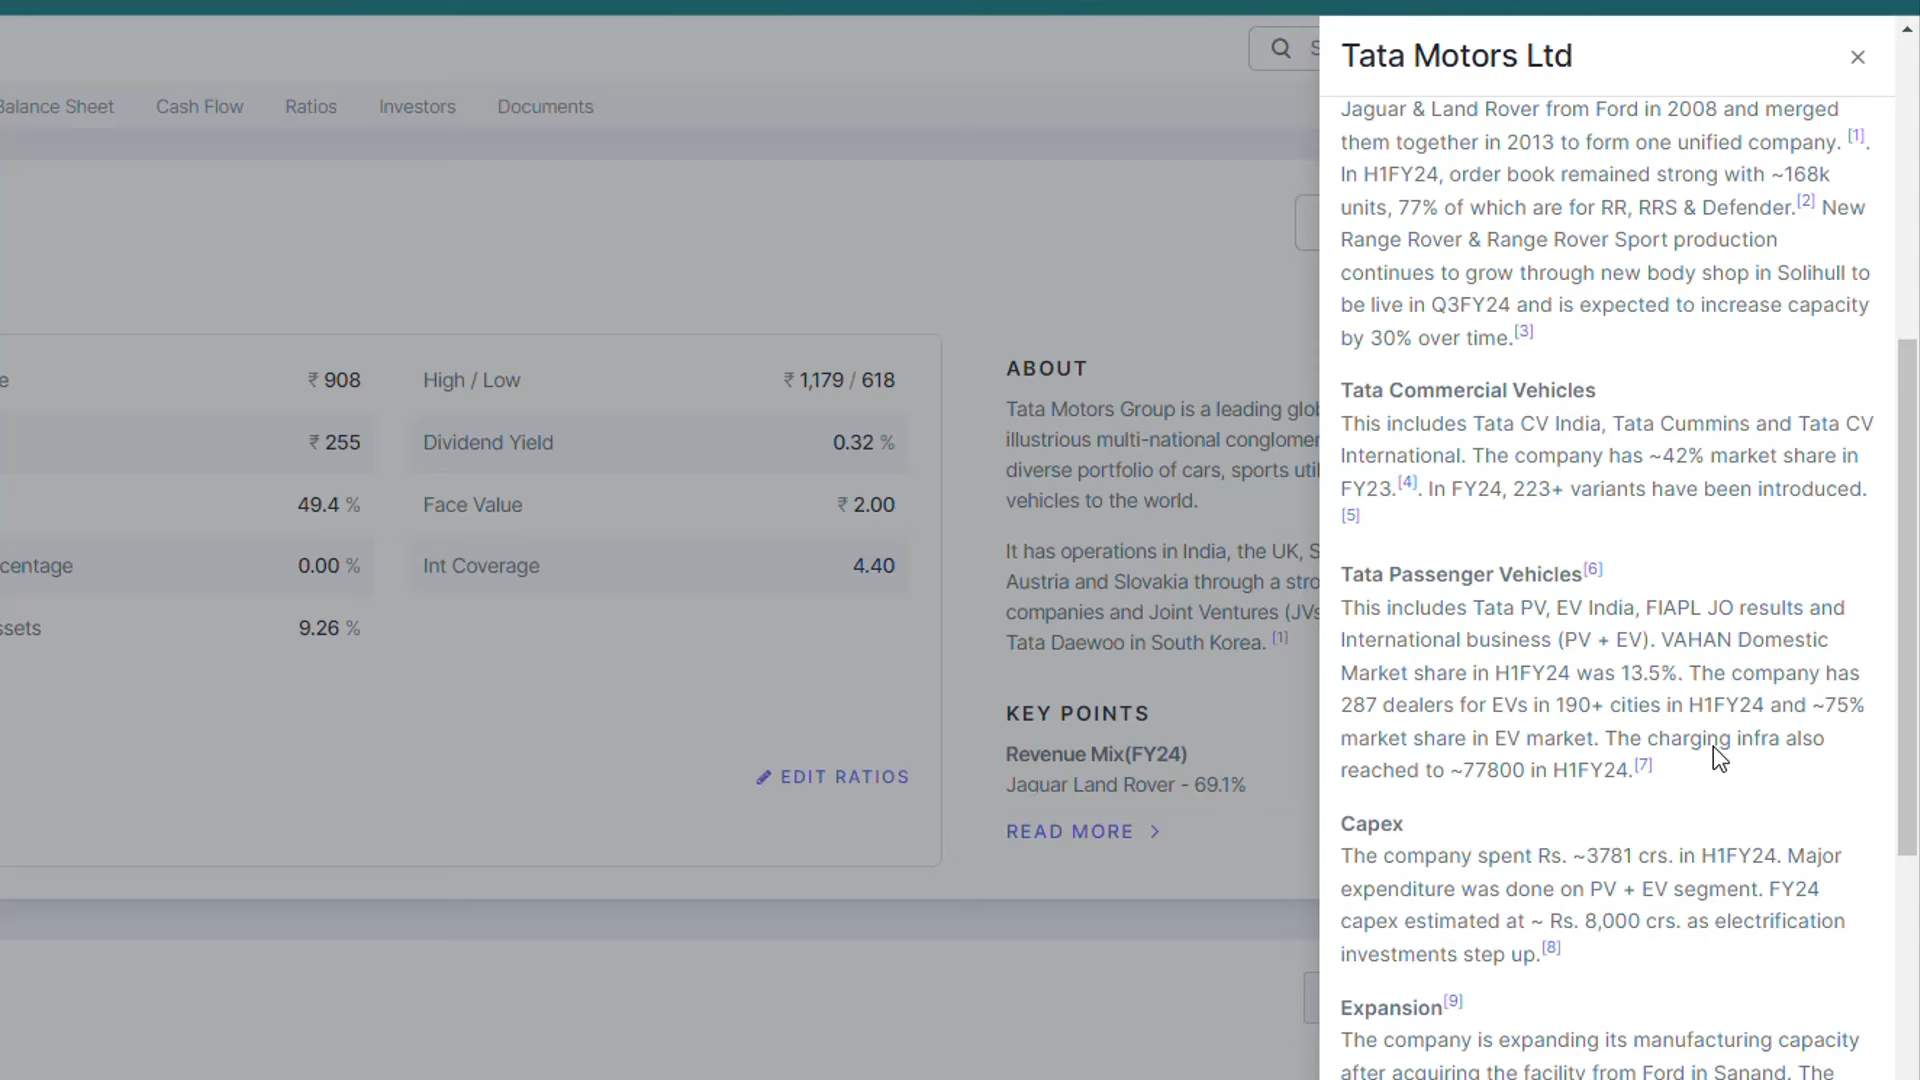 S
Tata Motors Ltd
Balance Sheet
Cash Flow
Ratios
Investors
Documents
e
₹ 908
High / Low
₹ 1,179 / 618
₹ 255
Dividend Yield
0.32 %
49.4 %
Face Value
₹ 2.00
centage
0.00 %
Int Coverage
4.40
ssets
9.26 %
EDIT RATIOS
ABOUT
Tata Motors Group is a leading glo
illustrious multi-national conglomer
diverse portfolio of cars, sports uti
vehicles to the world.
It has operations in India, the UK, S
Austria and Slovakia through a stro
companies and Joint Ventures (JVs
Tata Daewoo in South Korea. [1]
KEY POINTS
Revenue Mix(FY24)
Jaguar Land Rover - 69.1%
READ MORE
Jaguar & Land Rover from Ford in 2008 and merged
them together in 2013 to form one unified company. [1].
In H1FY24, order book remained strong with ~168k
units, 77% of which are for RR, RRS & Defender.[2] New
Range Rover & Range Rover Sport production
continues to grow through new body shop in Solihull to
be live in Q3FY24 and is expected to increase capacity
by 30% over time.[3]
Tata Commercial Vehicles
This includes Tata CV India, Tata Cummins and Tata CV
International. The company has ~42% market share in
FY23.[4]. In FY24, 223+ variants have been introduced.
[5]
Tata Passenger Vehicles[6]
This includes Tata PV, EV India, FIAPL JO results and
International business (PV + EV). VAHAN Domestic
Market share in H1FY24 was 13.5%. The company has
287 dealers for EVs in 190+ cities in H1FY24 and ~75%
market share in EV market. The charging infra also
reached to ~77800 in H1FY24.[7]
Capex
The company spent Rs. ~3781 crs. in H1FY24. Major
expenditure was done on PV + EV segment. FY24
capex estimated at ~ Rs. 8,000 crs. as electrification
investments step up.[8]
Expansion[9]
The company is expanding its manufacturing capacity
after acquiring the facility from Ford in Sanand. The